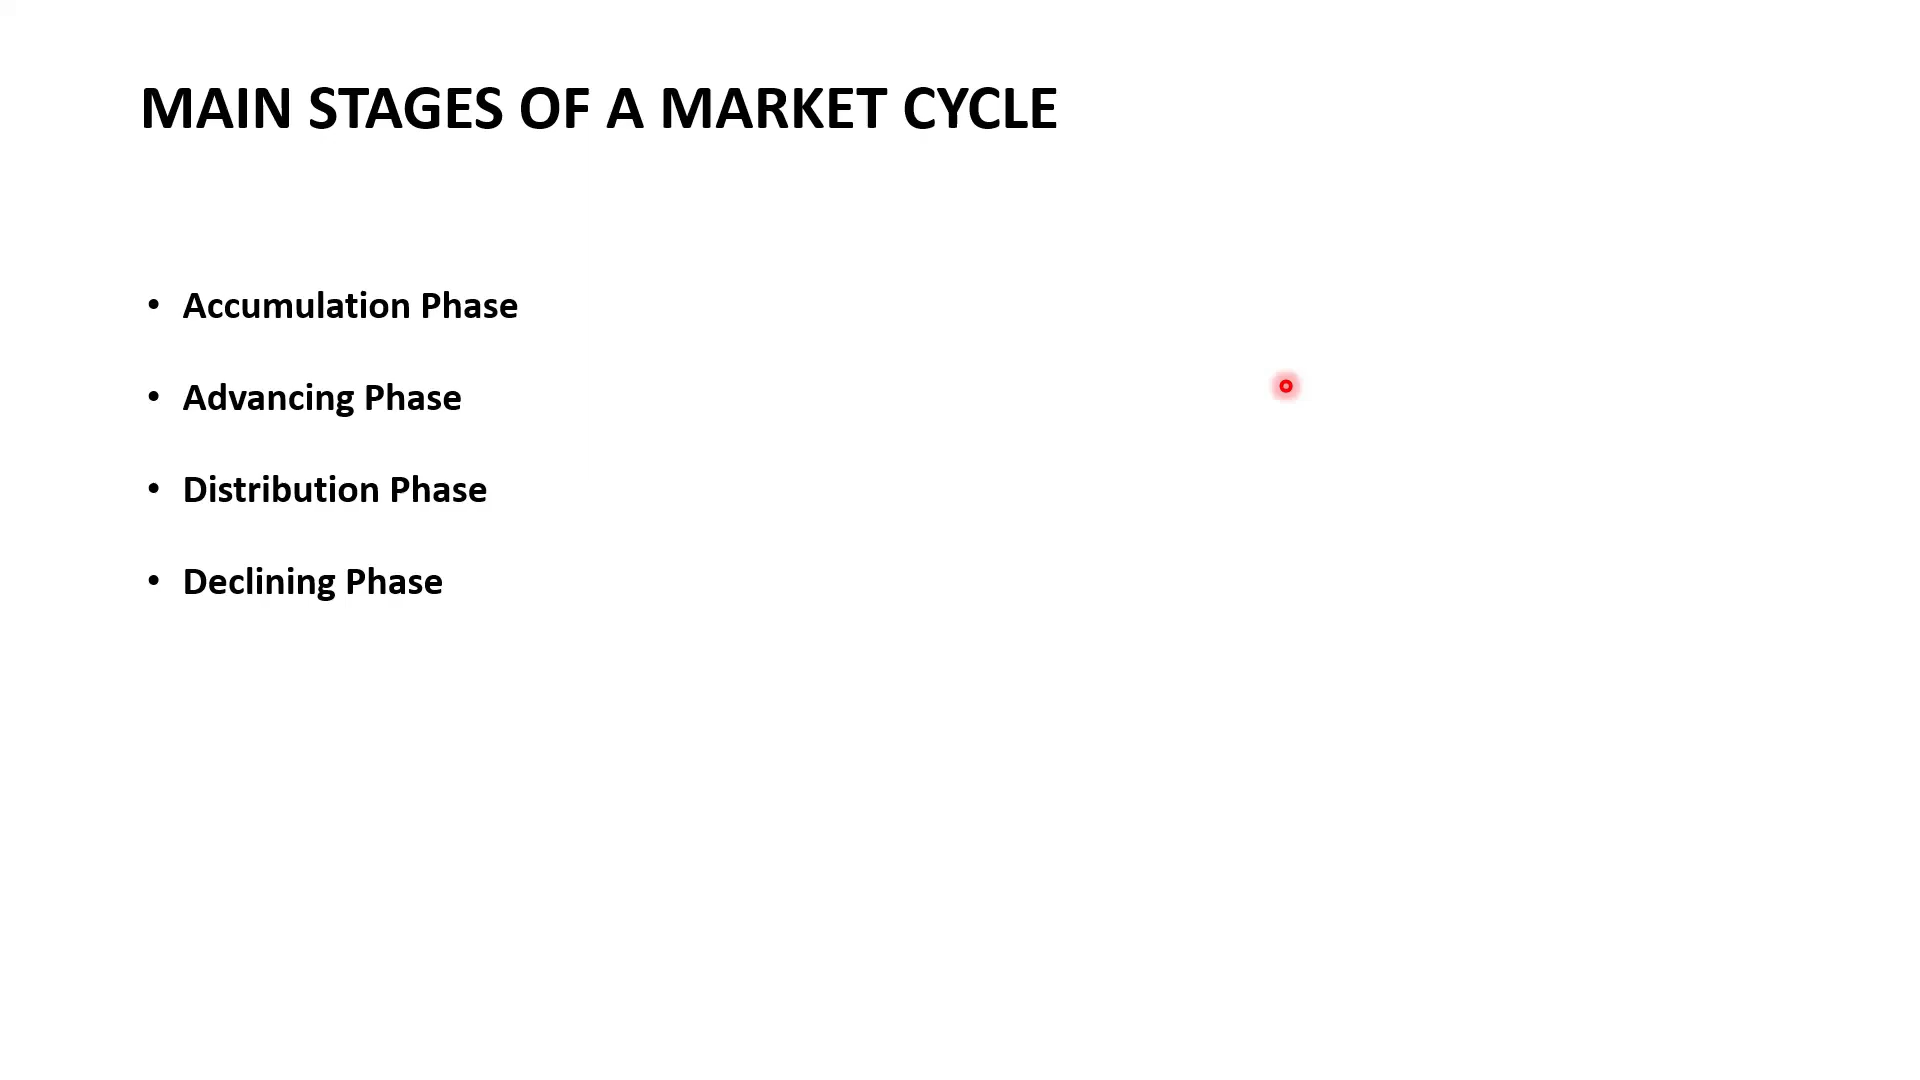 MAIN STAGES OF A MARKET CYCLE
• Accumulation Phase
• Advancing Phase
• Distribution Phase
• Declining Phase